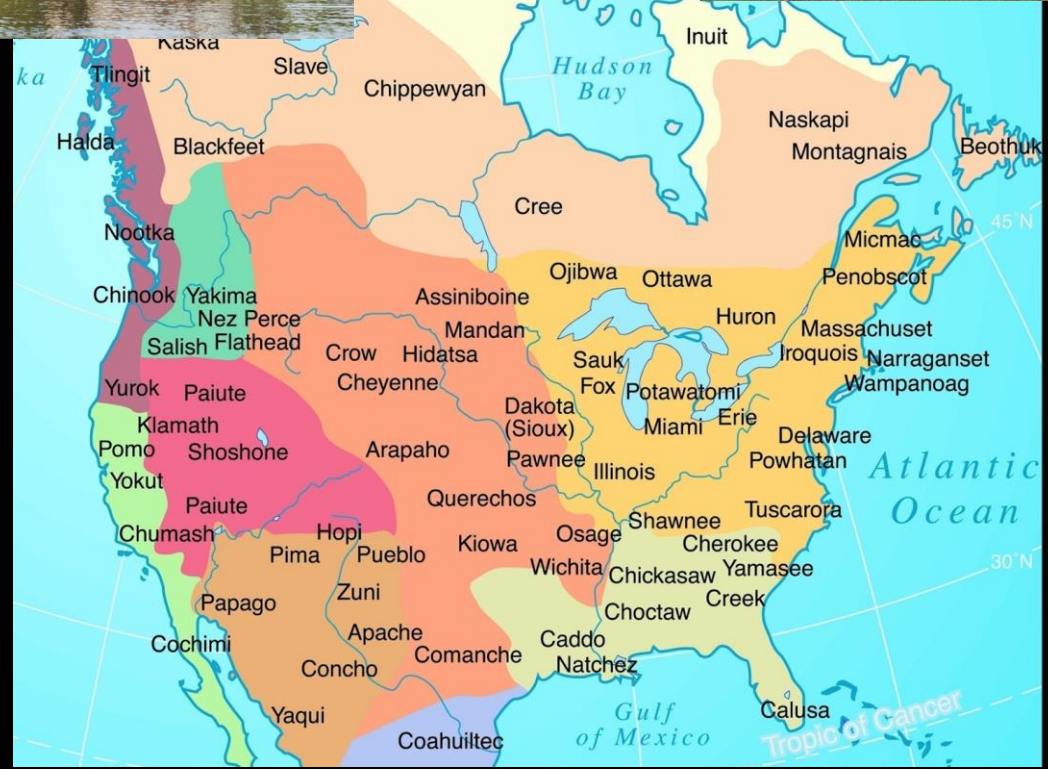 Inuit
Kaska
Slave
Tlingit
ka
Chippewyan
Hudson
Bay
Naskapi
Halda
Blackfeet
Montagnais
Beothuk
Cree
45°N
Nootka
Micmac
Ojibwa
Ottawa
Penobscot
Chinook
Yakima
Assiniboine
Nez Perce
Huron
Mandan
Massachuset
Salish
Flathead
Crow
Hidatsa
Sauk
Iroquois
Narraganset
Cheyenne
Fox
Potawatomi
Wampanoag
Yurok
Paiute
Dakota
(Sioux)
Erie
Klamath
Miami
Delaware
Pomo
Shoshone
Arapaho
Pawnee
Illinois
Powhatan
Atlantic
Ocean
Yokut
Querechos
Paiute
Tuscarora
Shawnee
Chumash
Hopi
Osage
Cherokee
Pima
Pueblo
Kiowa
Wichita
Chickasaw
Yamasee
30°N
Zuni
Papago
Choctaw
Creek
Apache
Caddo
Cochimi
Comanche
Natchez
Concho
Yaqui
Calusa
Gulf
of Mexico
Coahuiltec
Tropic of Cancer